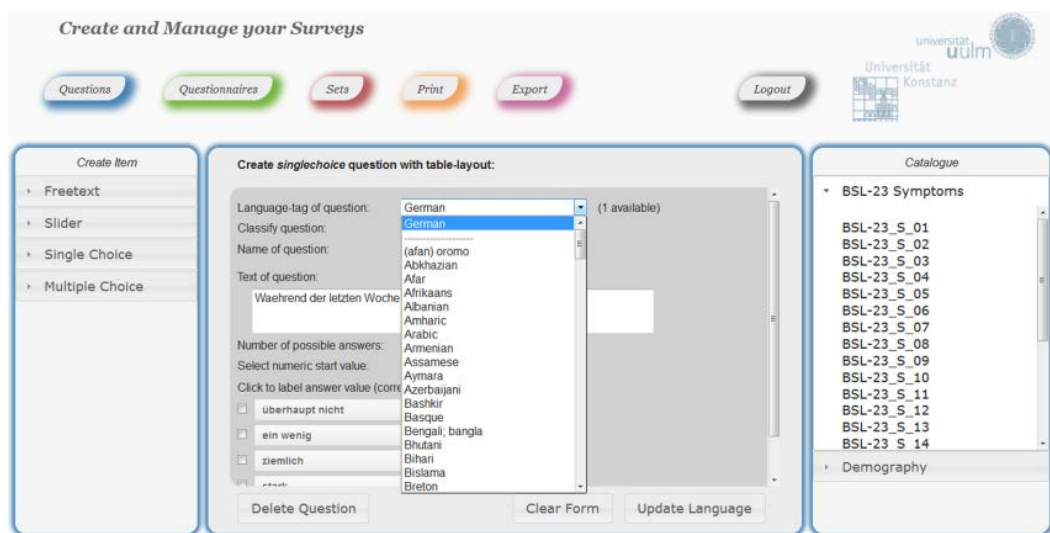 Create and Manage your Surveys
universität
uulm
Universität
Konstanz
Questions
Questionnaires
Sets
Print
Export
Logout
Create Item
Freetext
Slider
Single Choice
Multiple Choice
Create singlechoice question with table-layout:
Language-tag of question: German (1 available)
Classify question:
Name of question:
Text of question:
Waehrend der letzten Woche
Number of possible answers:
Select numeric start value:
Click to label answer value (corre
überhaupt nicht
ein wenig
ziemlich
stark
German
--------------------
(afan) oromo
Abkhazian
Afar
Afrikaans
Albanian
Amharic
Arabic
Armenian
Assamese
Aymara
Azerbaijani
Bashkir
Basque
Bengali; bangla
Bhutani
Bihari
Bislama
Breton
Delete Question
Clear Form
Update Language
Catalogue
BSL-23 Symptoms
BSL-23_S_01
BSL-23_S_02
BSL-23_S_03
BSL-23_S_04
BSL-23_S_05
BSL-23_S_06
BSL-23_S_07
BSL-23_S_08
BSL-23_S_09
BSL-23_S_10
BSL-23_S_11
BSL-23_S_12
BSL-23_S_13
BSL-23_S_14
Demography